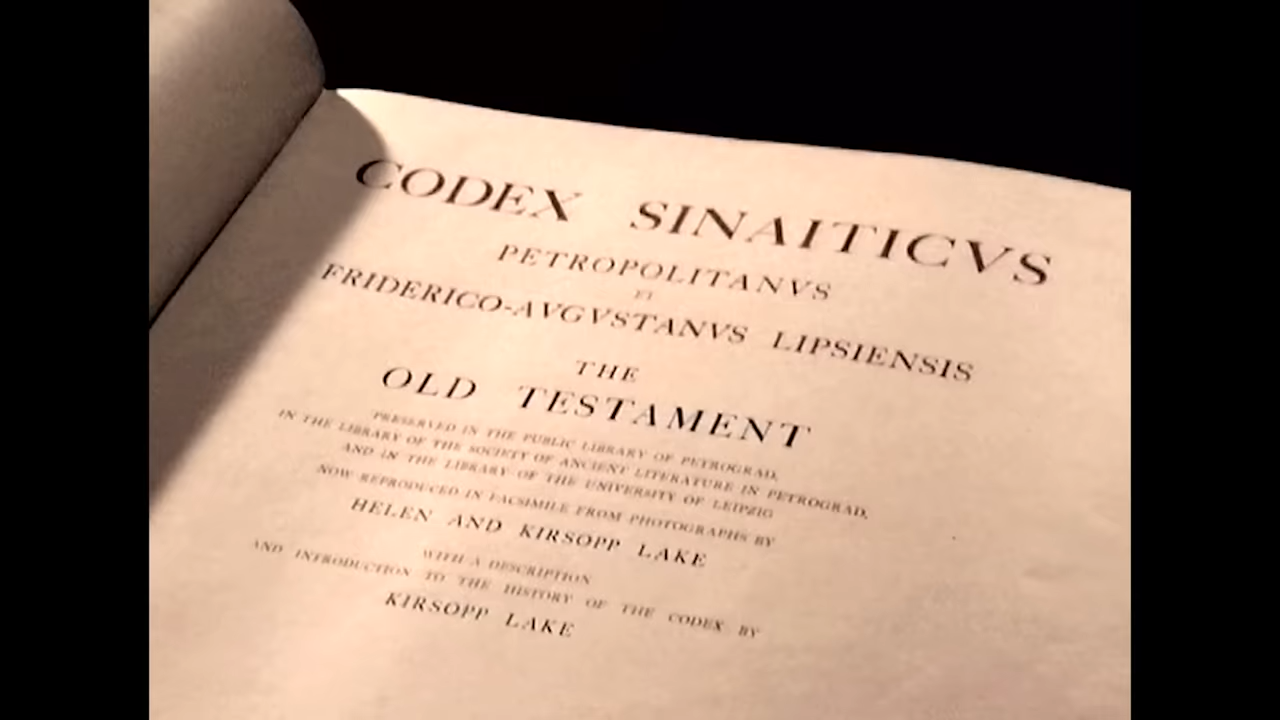 CODEX SINAITICVS
PETROPOLITANVS
ET
FRIDERICO-AVGVSTANVS LIPSIENSIS
THE
OLD TESTAMENT
PRESERVED IN THE PUBLIC LIBRARY OF PETROGRAD,
IN THE LIBRARY OF THE SOCIETY OF ANCIENT LITERATURE IN PETROGRAD,
AND IN THE LIBRARY OF THE UNIVERSITY OF LEIPZIG
NOW REPRODUCED IN FACSIMILE FROM PHOTOGRAPHS BY
HELEN AND KIRSOPP LAKE
WITH A DESCRIPTION
AND INTRODUCTION TO THE HISTORY OF THE CODEX BY
KIRSOPP LAKE